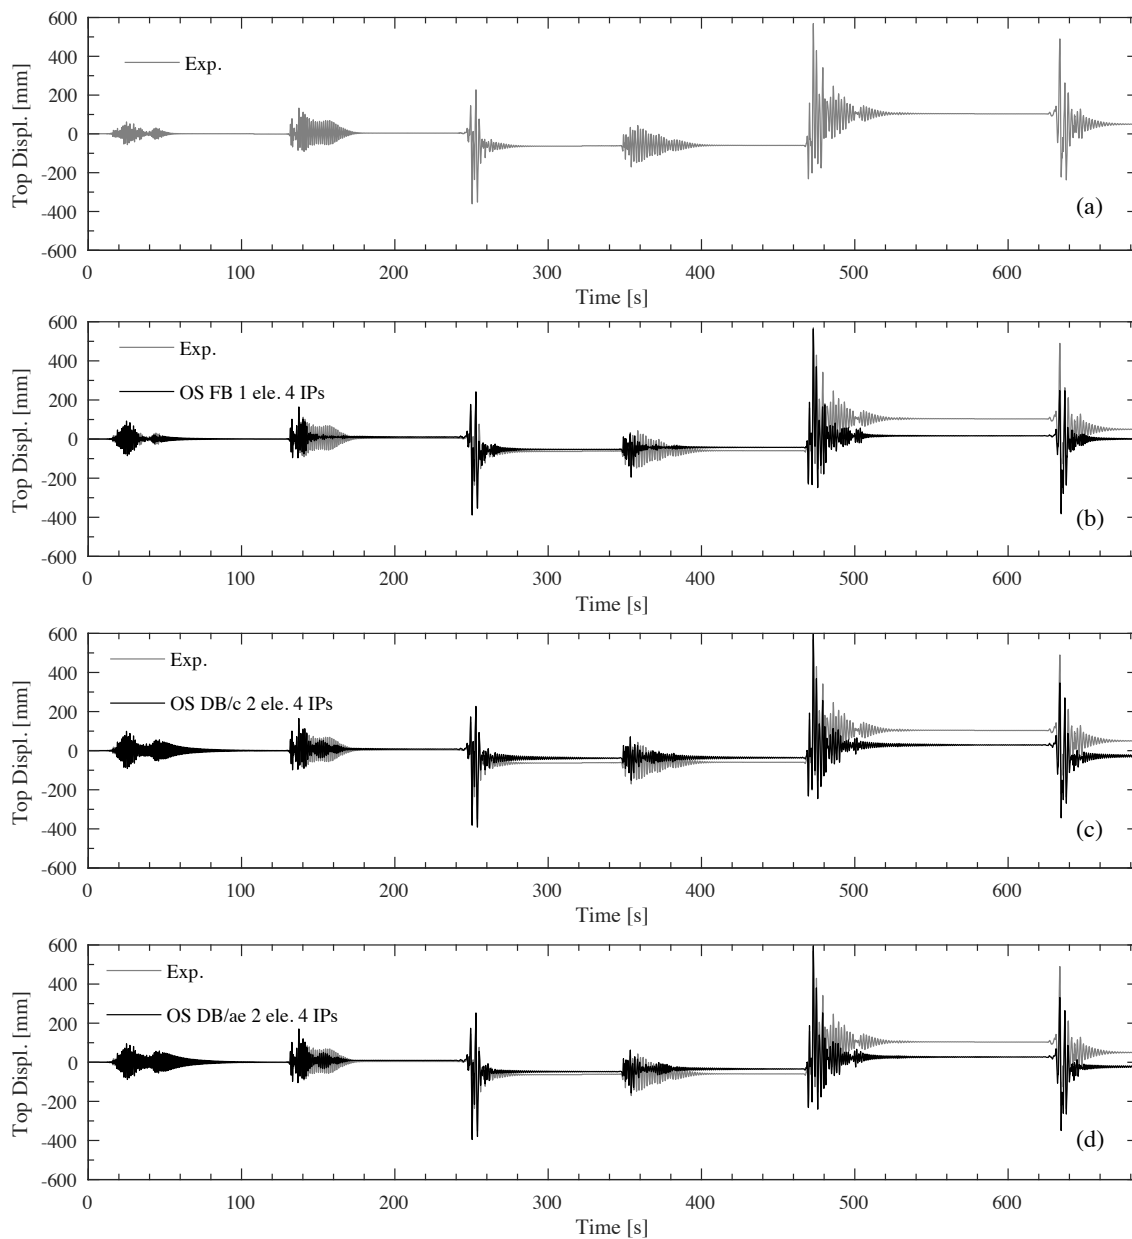 600
400
200
0
-200
-400
-600
Top Displ. [mm]
Exp.
(a)
0 100 200 300 400 500 600
Time [s]
600
400
200
0
-200
-400
-600
Top Displ. [mm]
Exp.
OS FB 1 ele. 4 IPs
(b)
0 100 200 300 400 500 600
Time [s]
600
400
200
0
-200
-400
-600
Top Displ. [mm]
Exp.
OS DB/c 2 ele. 4 IPs
(c)
0 100 200 300 400 500 600
Time [s]
600
400
200
0
-200
-400
-600
Top Displ. [mm]
Exp.
OS DB/ae 2 ele. 4 IPs
(d)
0 100 200 300 400 500 600
Time [s]